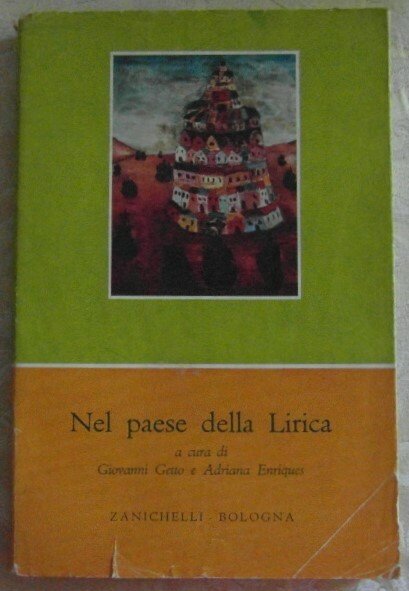 Nel paese della Lirica
a cura di
Giovanni Getto e Adriana Enriques
ZANICHELLI - BOLOGNA